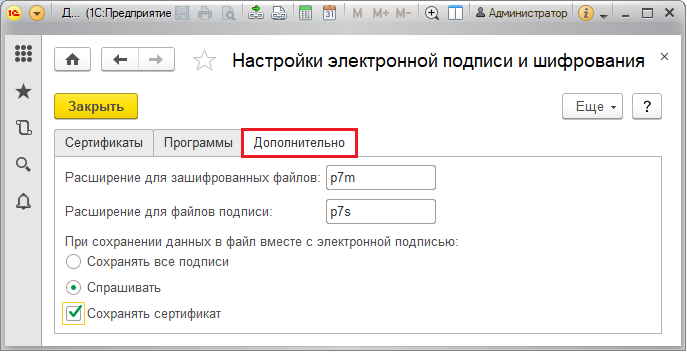 1С Д... (1С:Предприятие M M+ M- Администратор i
Настройки электронной подписи и шифрования
Закрыть Еще ?
Сертификаты Программы Дополнительно
Расширение для зашифрованных файлов: p7m
Расширение для файлов подписи: p7s
При сохранении данных в файл вместе с электронной подписью:
Сохранять все подписи
Спрашивать
Сохранять сертификат